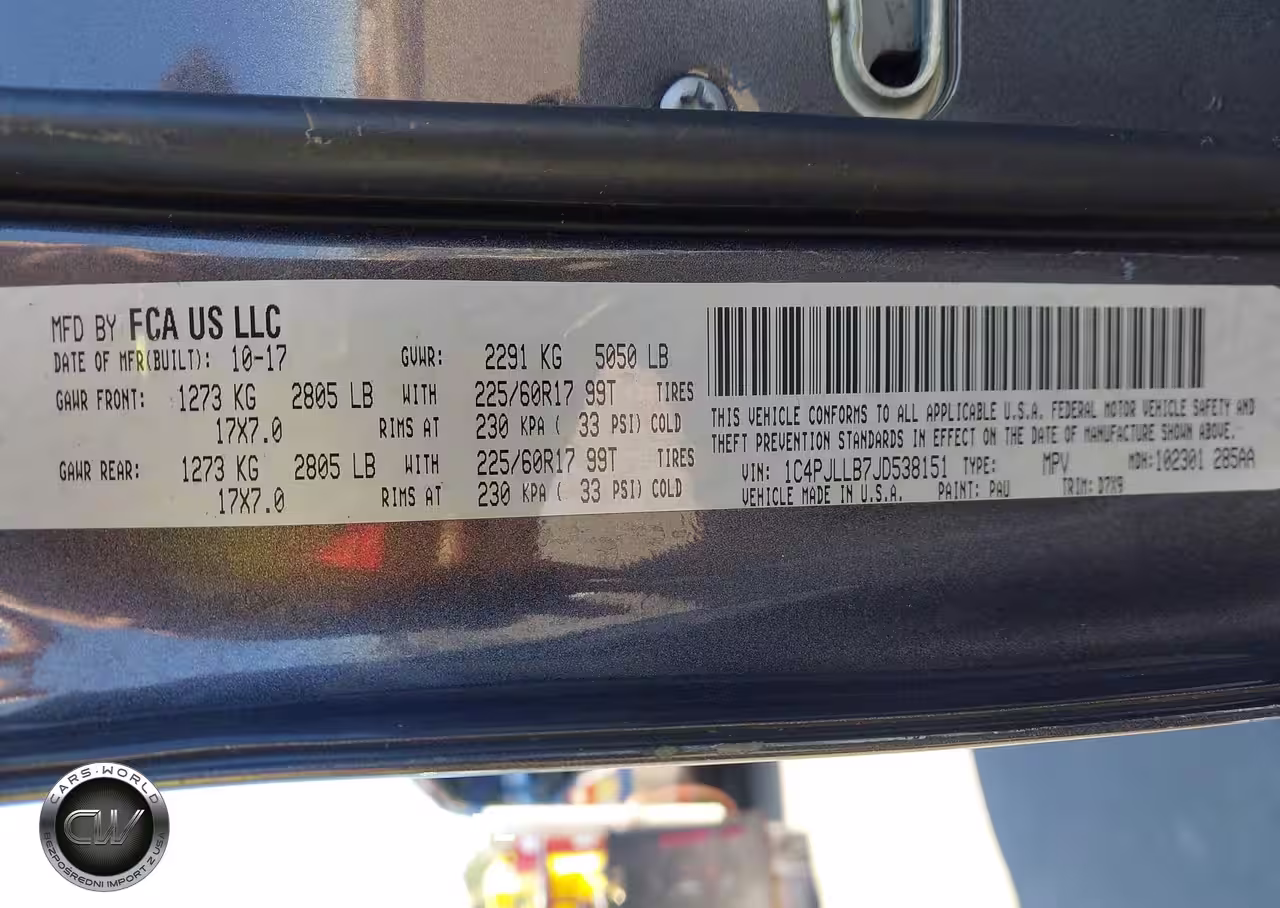 MFD BY FCA US LLC
DATE OF MFR(BUILT): 10-17 GVWR: 2291 KG 5050 LB
GAWR FRONT: 1273 KG 2805 LB WITH 225/60R17 99T TIRES
17X7.0 RIMS AT 230 KPA ( 33 PSI) COLD
GAWR REAR: 1273 KG 2805 LB WITH 225/60R17 99T TIRES
17X7.0 RIMS AT 230 KPA ( 33 PSI) COLD
THIS VEHICLE CONFORMS TO ALL APPLICABLE U.S.A. FEDERAL MOTOR VEHICLE SAFETY AND
THEFT PREVENTION STANDARDS IN EFFECT ON THE DATE OF MANUFACTURE SHOWN ABOVE.
VIN: 1C4PJLLB7JD538151 TYPE: MPV MDH:102301 285AA
VEHICLE MADE IN U.S.A. PAINT: PAU TRIM: D7X9
CARS-WORLD
CW
BEZPOŚREDNI IMPORT Z USA